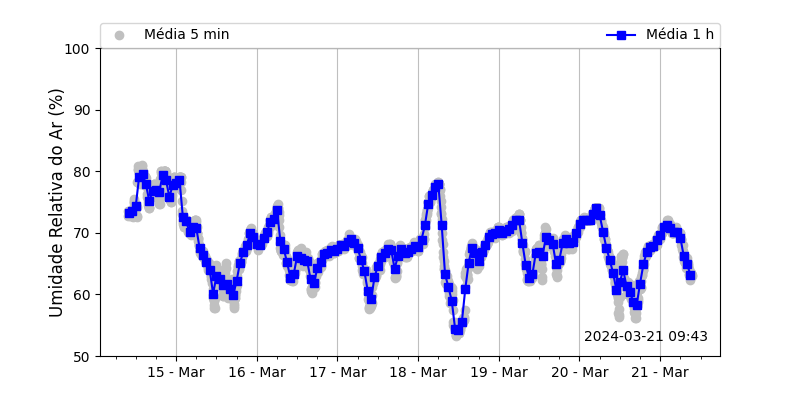 Média 5 min Média 1 h
Umidade Relativa do Ar (%)
100
90
80
70
60
50
2024-03-21 09:43
15 - Mar 16 - Mar 17 - Mar 18 - Mar 19 - Mar 20 - Mar 21 - Mar